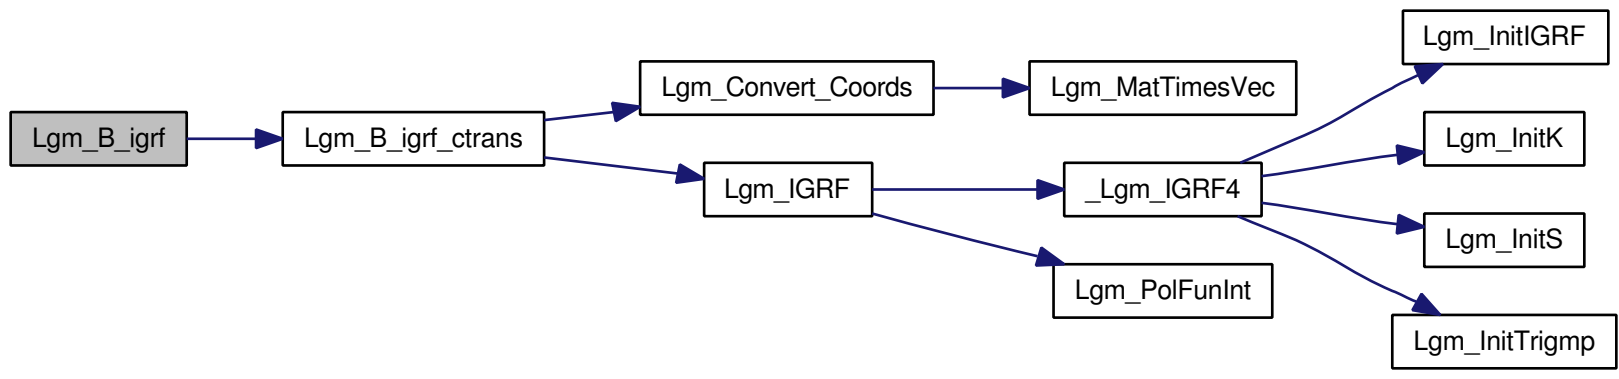 Lgm_B_igrf
Lgm_B_igrf_ctrans
Lgm_Convert_Coords
Lgm_MatTimesVec
Lgm_IGRF
_Lgm_IGRF4
Lgm_PolFunInt
Lgm_InitIGRF
Lgm_InitK
Lgm_InitS
Lgm_InitTrigmp